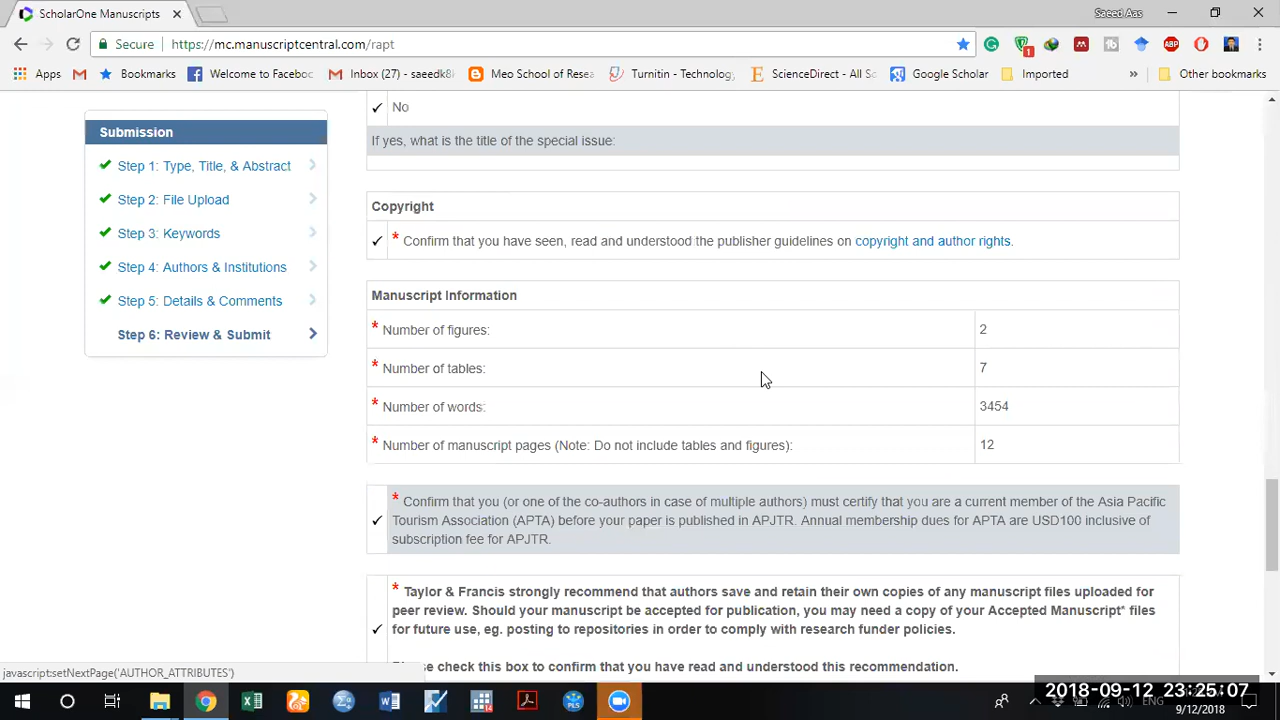 ScholarOne Manuscripts
Saeed Aas
Secure
https://mc.manuscriptcentral.com/rapt
1
ABP
Apps
Bookmarks
Welcome to Faceboo
Inbox (27) - saeedk8
Meo School of Resea
Turnitin - Technology
ScienceDirect - All Sc
Google Scholar
Imported
»
Other bookmarks
Submission
Step 1: Type, Title, & Abstract
Step 2: File Upload
Step 3: Keywords
Step 4: Authors & Institutions
Step 5: Details & Comments
Step 6: Review & Submit
No
If yes, what is the title of the special issue:
Copyright
* Confirm that you have seen, read and understood the publisher guidelines on copyright and author rights.
Manuscript Information
* Number of figures: 2
* Number of tables: 7
* Number of words: 3454
* Number of manuscript pages (Note: Do not include tables and figures): 12
* Confirm that you (or one of the co-authors in case of multiple authors) must certify that you are a current member of the Asia Pacific
Tourism Association (APTA) before your paper is published in APJTR. Annual membership dues for APTA are USD100 inclusive of
subscription fee for APJTR.
* Taylor & Francis strongly recommend that authors save and retain their own copies of any manuscript files uploaded for
peer review. Should your manuscript be accepted for publication, you may need a copy of your Accepted Manuscript* files
for future use, eg. posting to repositories in order to comply with research funder policies.
Please check this box to confirm that you have read and understood this recommendation.
javascript:setNextPage('AUTHOR_ATTRIBUTES')
2018-09-12 23:25:07
ENG
9/12/2018